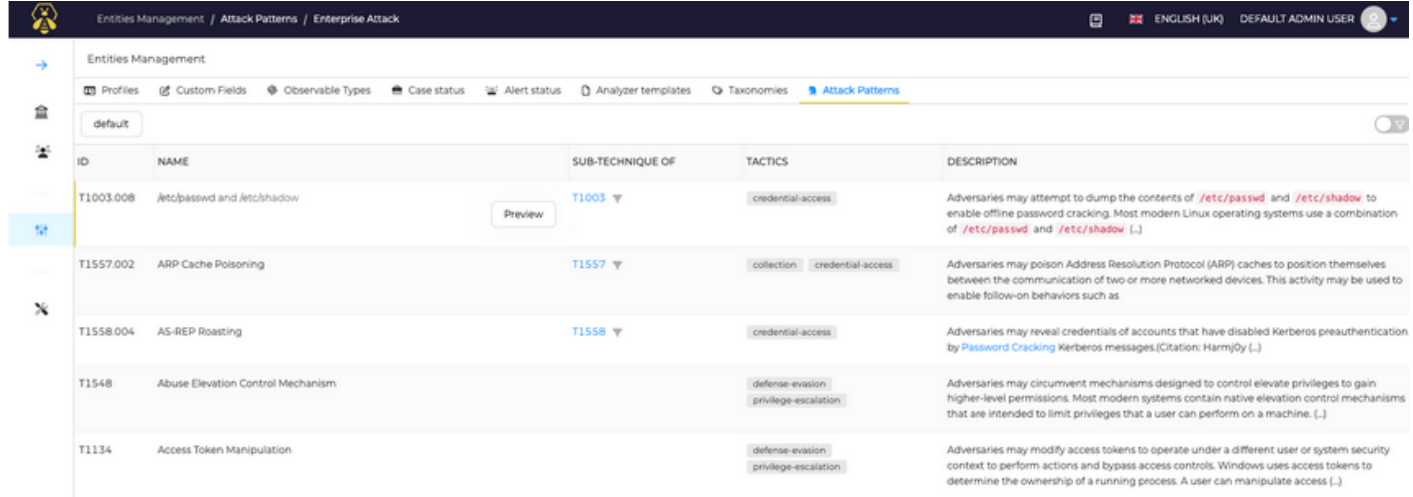 Entities Management / Attack Patterns / Enterprise Attack
ENGLISH (UK) DEFAULT ADMIN USER
Entities Management
Profiles Custom Fields Observable Types Case status Alert status Analyzer templates Taxonomies Attack Patterns
default
ID NAME SUB-TECHNIQUE OF TACTICS DESCRIPTION
T1003.008 /etc/passwd and /etc/shadow T1003 credential-access Adversaries may attempt to dump the contents of /etc/passwd and /etc/shadow to
Preview
enable offline password cracking. Most modern Linux operating systems use a combination
of /etc/passwd and /etc/shadow (...)
T1557.002 ARP Cache Poisoning T1557 collection credential-access Adversaries may poison Address Resolution Protocol (ARP) caches to position themselves
between the communication of two or more networked devices. This activity may be used to
enable follow-on behaviors such as
T1558.004 AS-REP Roasting T1558 credential-access Adversaries may reveal credentials of accounts that have disabled Kerberos preauthentication
by Password Cracking Kerberos messages.(Citation: Harmj0y (...)
T1548 Abuse Elevation Control Mechanism defense-evasion Adversaries may circumvent mechanisms designed to control elevate privileges to gain
privilege-escalation higher-level permissions. Most modern systems contain native elevation control mechanisms
that are intended to limit privileges that a user can perform on a machine. (...)
T1134 Access Token Manipulation defense-evasion Adversaries may modify access tokens to operate under a different user or system security
privilege-escalation context to perform actions and bypass access controls. Windows uses access tokens to
determine the ownership of a running process. A user can manipulate access (...)